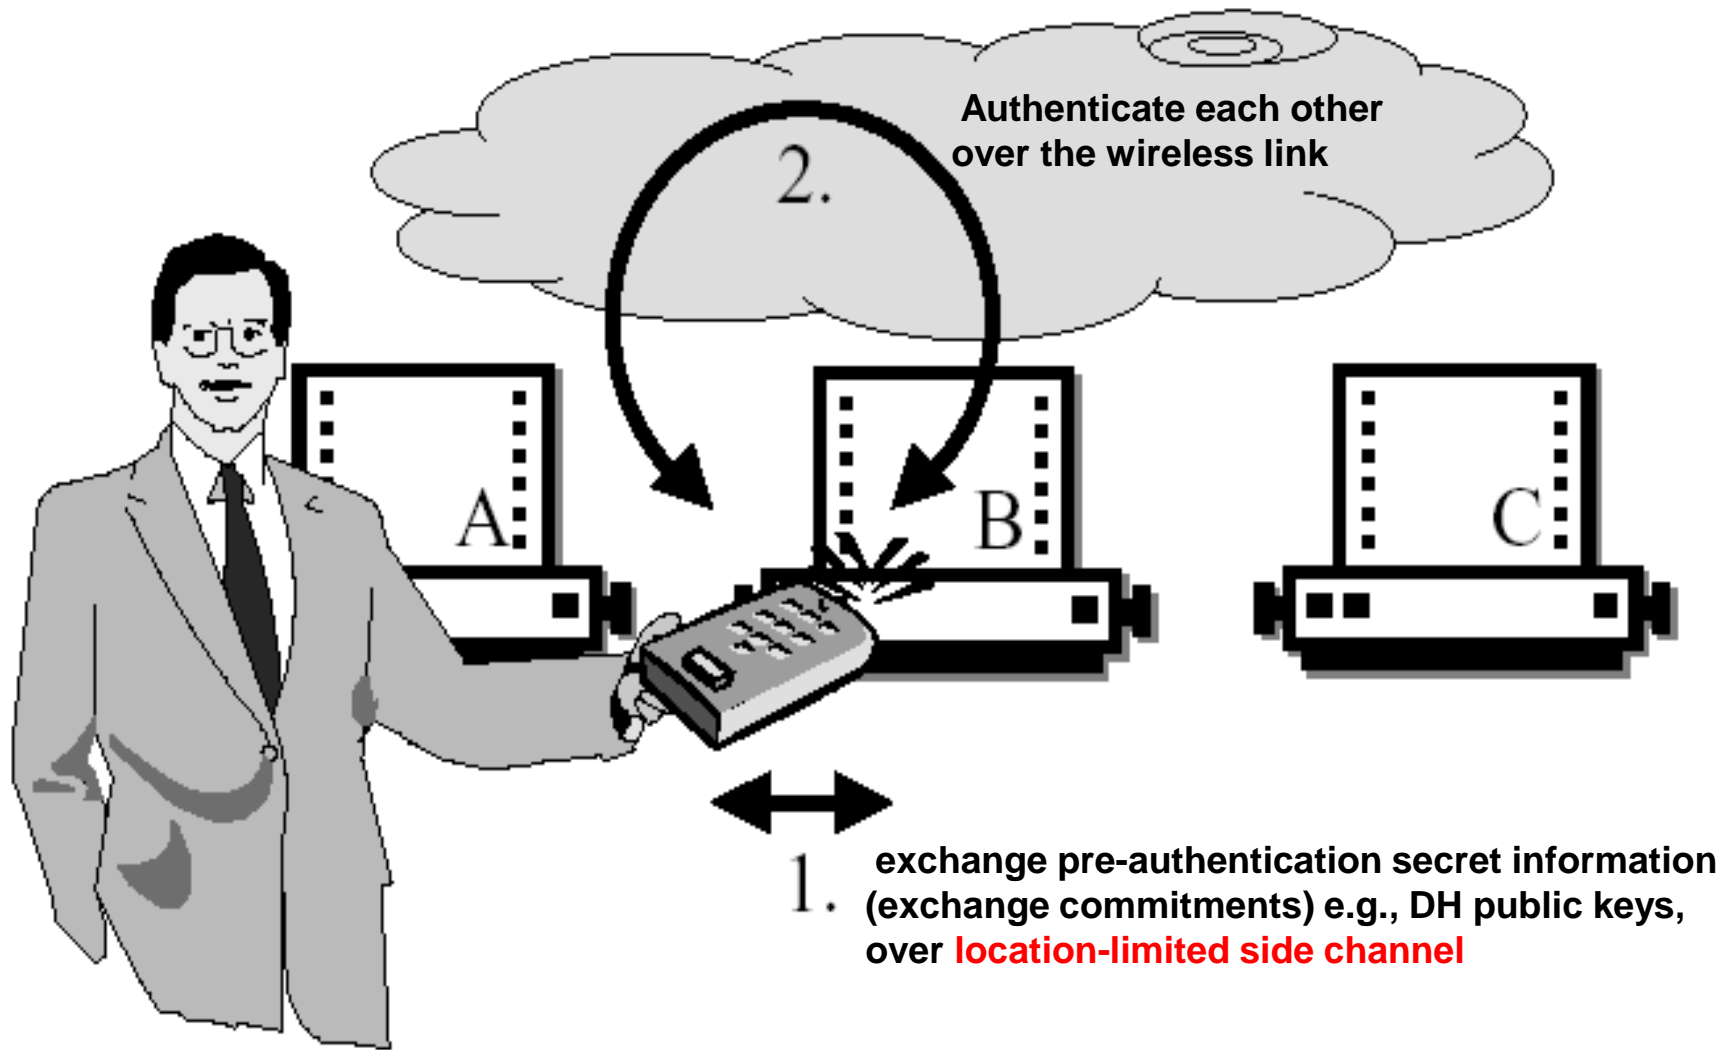 Authenticate each other
over the wireless link
2.
A
B
C
1.
exchange pre-authentication secret information
(exchange commitments) e.g., DH public keys,
over location-limited side channel